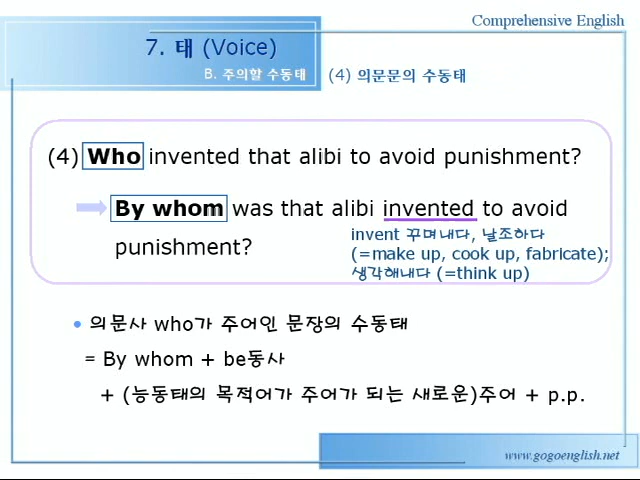 Comprehensive English
7. 태 (Voice)
B. 주의할 수동태
(4) 의문문의 수동태
(4) Who invented that alibi to avoid punishment?
By whom was that alibi invented to avoid
punishment?
invent 꾸며내다, 날조하다
(=make up, cook up, fabricate);
생각해내다 (=think up)
• 의문사 who가 주어인 문장의 수동태
= By whom + be동사
+ (능동태의 목적어가 주어가 되는 새로운)주어 + p.p.
www.gogoenglish.net